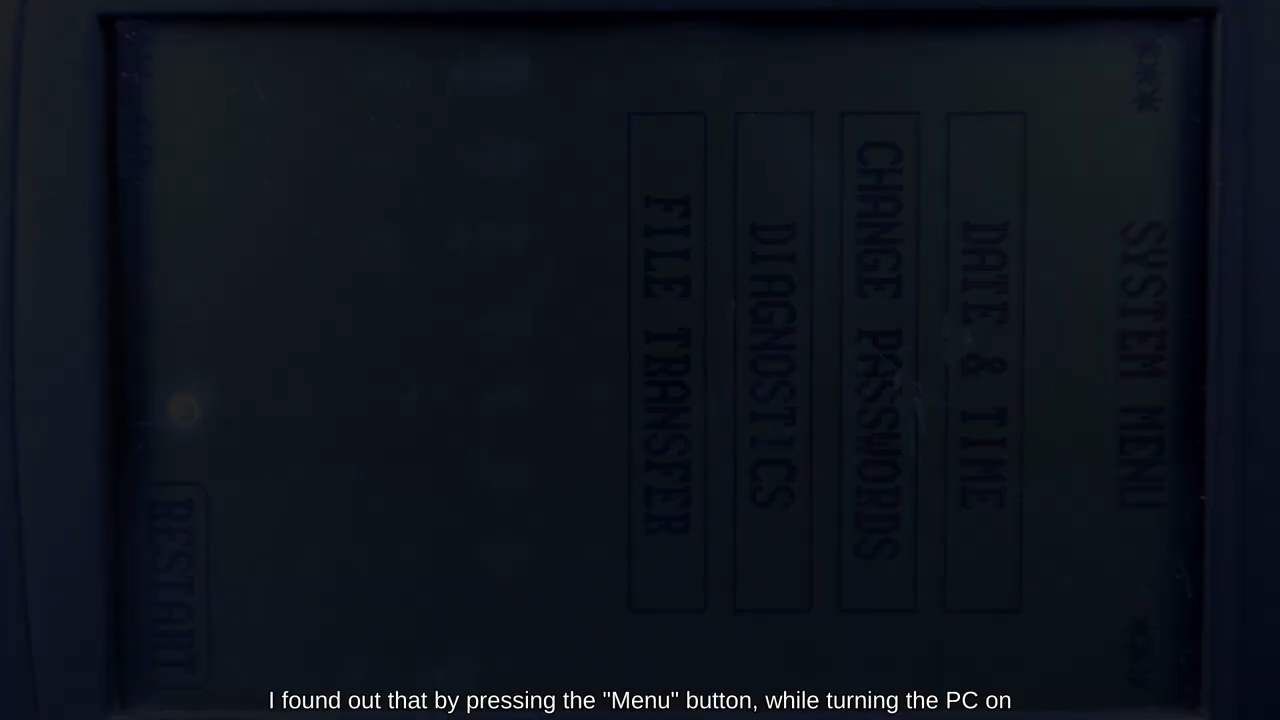 SYSTEM MENU
DATE & TIME
CHANGE PASSWORDS
DIAGNOSTICS
FILE TRANSFER
RESTART
I found out that by pressing the "Menu" button, while turning the PC on